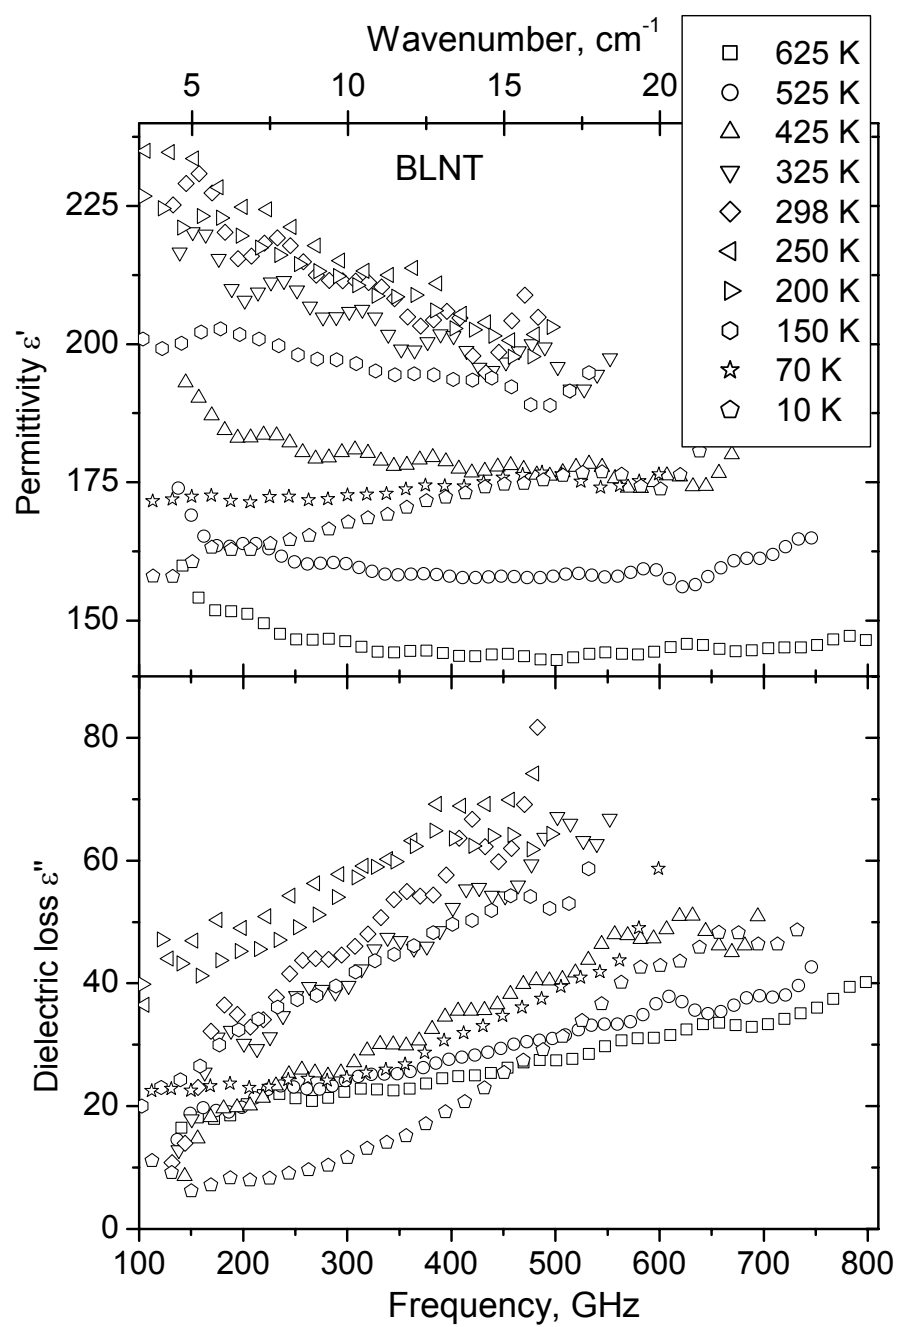 Wavenumber, cm-1
5 10 15 20
625 K
525 K
425 K
325 K
298 K
250 K
200 K
150 K
70 K
10 K
BLNT
225
200
175
150
Permittivity ε'
80
60
40
20
0
Dielectric loss ε"
100 200 300 400 500 600 700 800
Frequency, GHz